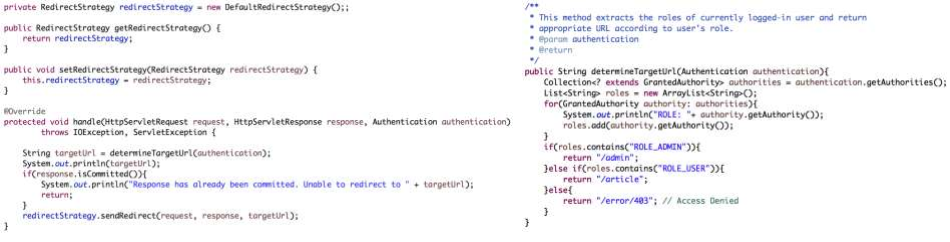 private RedirectStrategy redirectStrategy = new DefaultRedirectStrategy();;
public RedirectStrategy getRedirectStrategy() {
return redirectStrategy;
}
public void setRedirectStrategy(RedirectStrategy redirectStrategy) {
this.redirectStrategy = redirectStrategy;
}
@Override
protected void handle(HttpServletRequest request, HttpServletResponse response, Authentication authentication)
throws IOException, ServletException {
String targetUrl = determineTargetUrl(authentication);
System.out.println(targetUrl);
if(response.isCommitted()){
System.out.println("Response has already been committed. Unable to redirect to " + targetUrl);
return;
}
redirectStrategy.sendRedirect(request, response, targetUrl);
}
/**
* This method extracts the roles of currently logged-in user and return
* appropriate URL according to user's role.
* @param authentication
* @return
*/
public String determineTargetUrl(Authentication authentication){
Collection<? extends GrantedAuthority> authorities = authentication.getAuthorities();
List<String> roles = new ArrayList<String>();
for(GrantedAuthority authority: authorities){
System.out.println("ROLE: "+ authority.getAuthority());
roles.add(authority.getAuthority());
}
if(roles.contains("ROLE_ADMIN")){
return "/admin";
}else if(roles.contains("ROLE_USER")){
return "/article";
}else{
return "/error/403"; // Access Denied
}
}